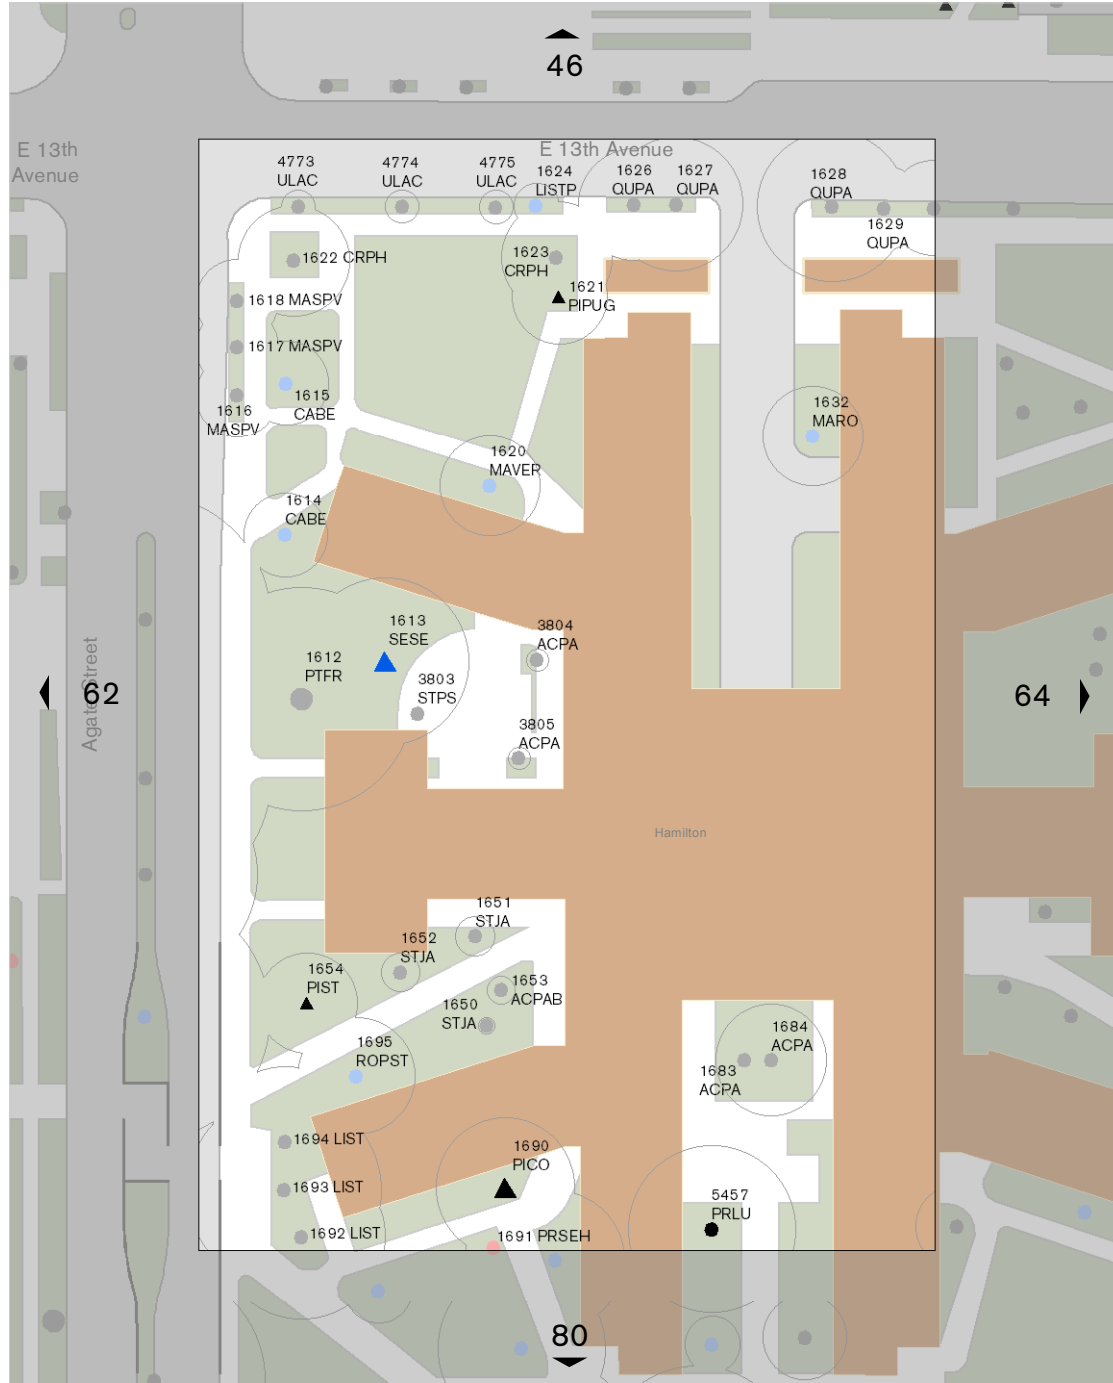 46
E 13th
Avenue
E 13th Avenue
4773
ULAC
4774
ULAC
4775
ULAC
1624
LISTP
1626
QUPA
1627
QUPA
1628
QUPA
1629
QUPA
1622 CRPH
1623
CRPH
1621
PIPUG
1618 MASPV
1617 MASPV
1616
MASPV
1615
CABE
1632
MARO
1620
MAVER
1614
CABE
1613
SESE
3804
ACPA
1612
PTFR
3803
STPS
3805
ACPA
62
Agate Street
64
Hamilton
1651
STJA
1652
STJA
1654
PIST
1653
ACPAB
1650
STJA
1695
ROPST
1684
ACPA
1683
ACPA
1694 LIST
1690
PICO
1693 LIST
5457
PRLU
1692 LIST
1691 PRSEH
80